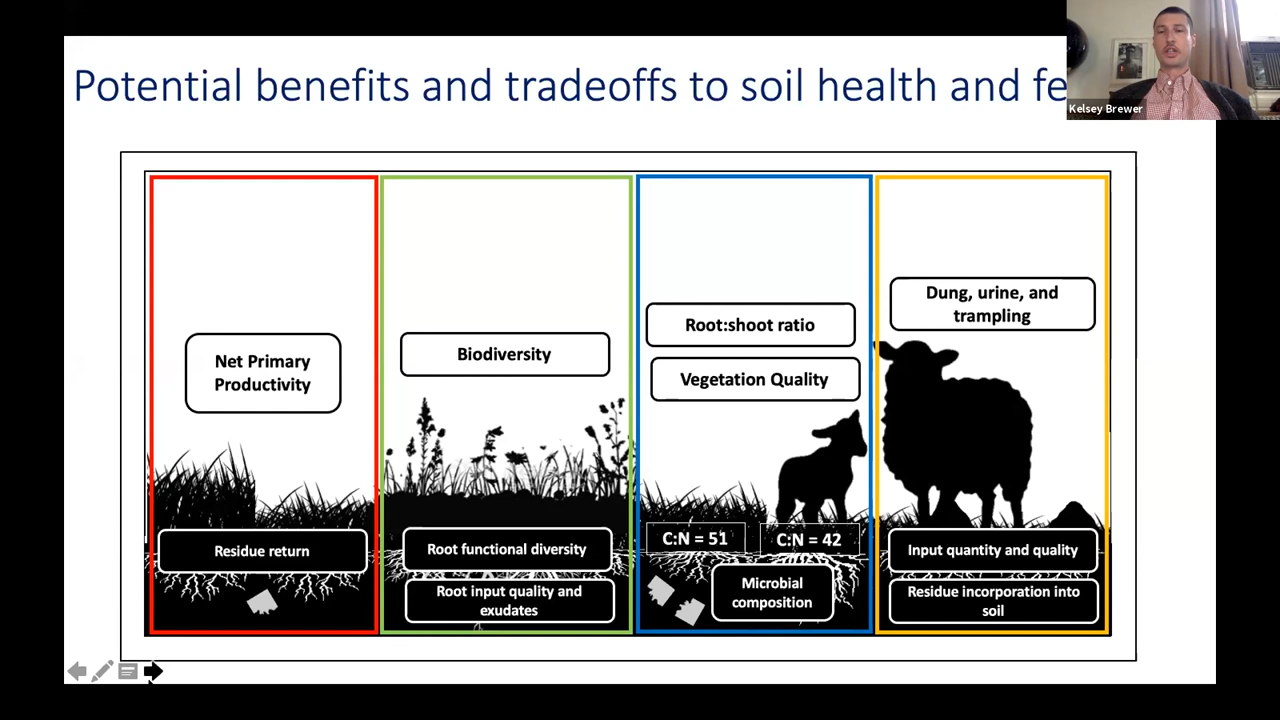 Potential benefits and tradeoffs to soil health and fe
Kelsey Brewer
Net Primary
Productivity
Residue return
Biodiversity
Root functional diversity
Root input quality and
exudates
Root:shoot ratio
Vegetation Quality
C:N = 51
C:N = 42
Microbial
composition
Dung, urine, and
trampling
Input quantity and quality
Residue incorporation into
soil